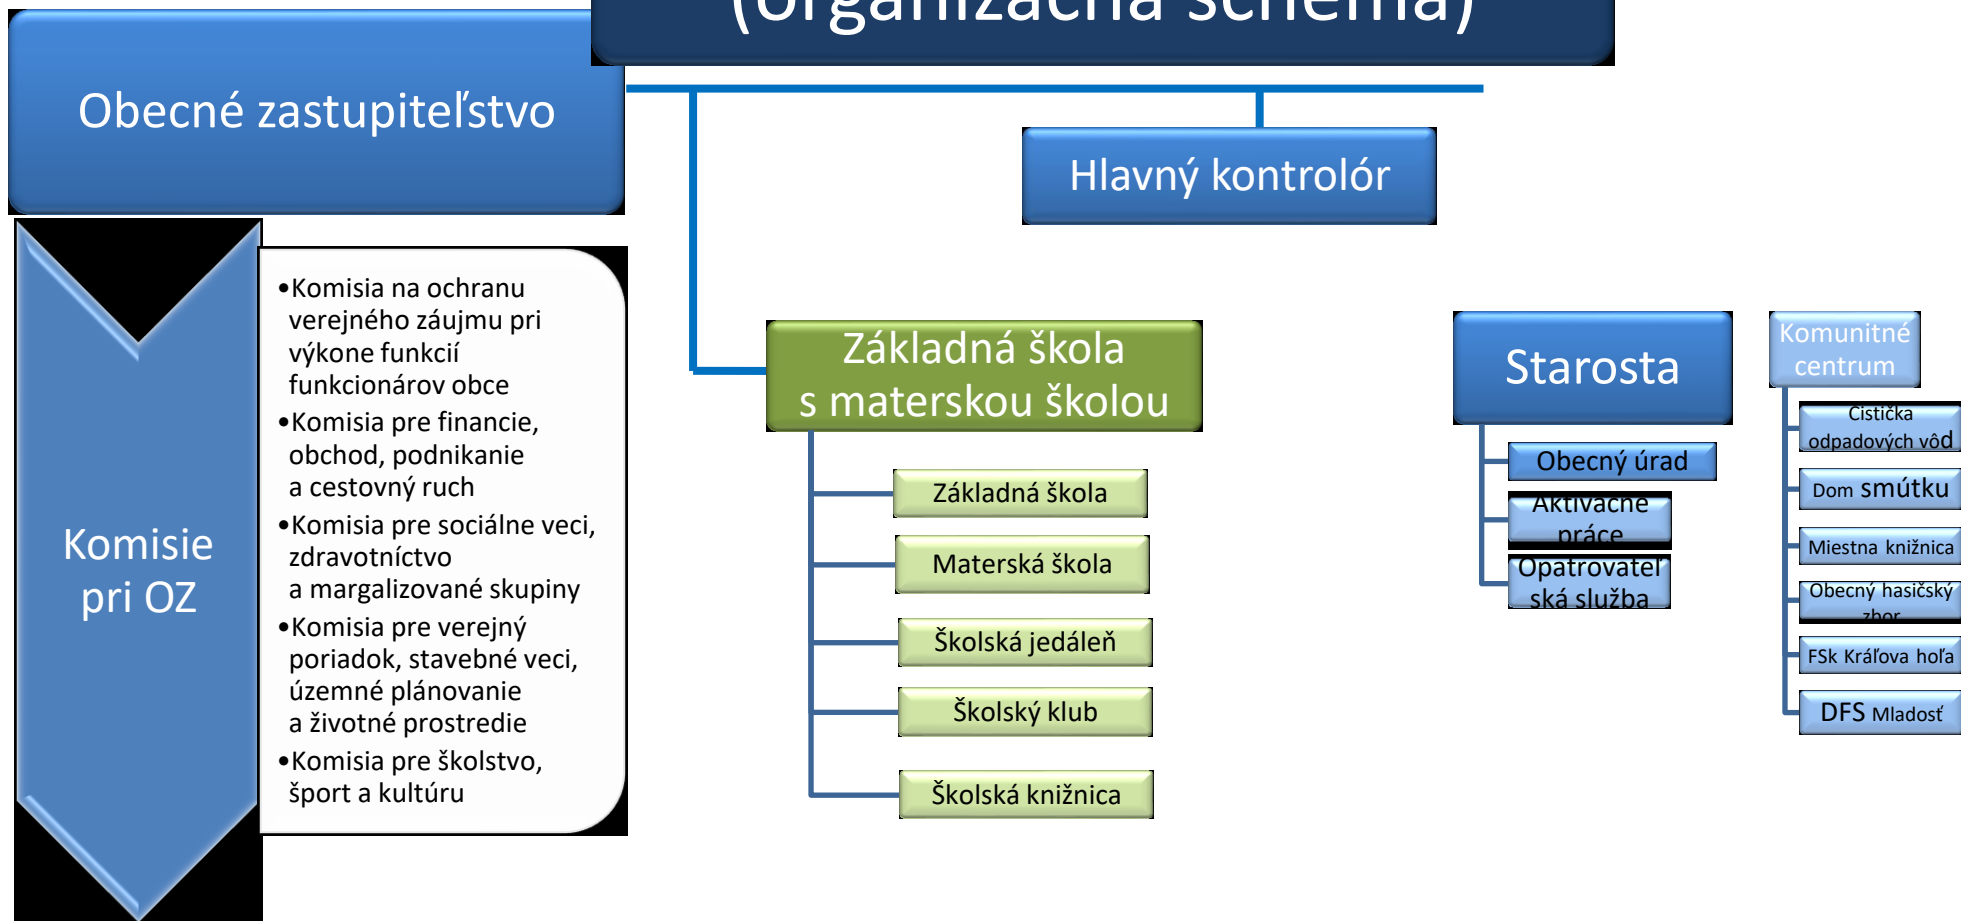 (organizačná schéma)
Obecné zastupiteľstvo
Hlavný kontrolór
Komisie
pri OZ
•Komisia na ochranu
verejného záujmu pri
výkone funkcií
funkcionárov obce
•Komisia pre financie,
obchod, podnikanie
a cestovný ruch
•Komisia pre sociálne veci,
zdravotníctvo
a margalizované skupiny
•Komisia pre verejný
poriadok, stavebné veci,
územné plánovanie
a životné prostredie
•Komisia pre školstvo,
šport a kultúru
Základná škola
s materskou školou
Základná škola
Materská škola
Školská jedáleň
Školský klub
Školská knižnica
Starosta
Obecný úrad
Aktivačné
práce
Opatrovateľ
ská služba
Komunitné
centrum
Čistička
odpadových vôd
Dom smútku
Miestna knižnica
Obecný hasičský
zbor
FSk Kráľova hoľa
DFS Mladosť